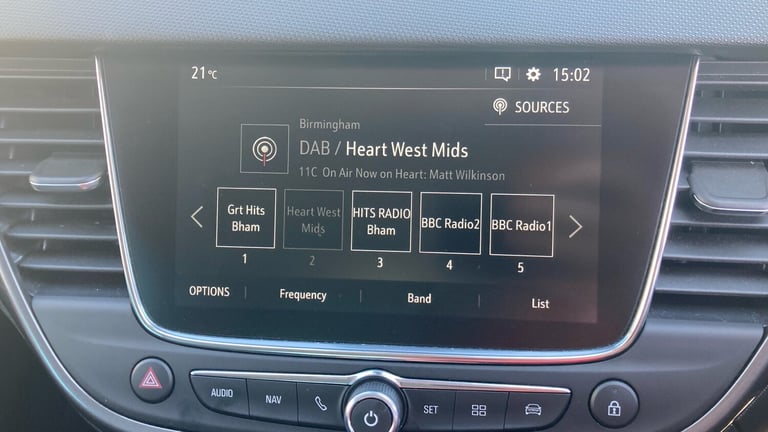 21°C
15:02
SOURCES
Birmingham
DAB / Heart West Mids
11C On Air Now on Heart: Matt Wilkinson
Grt Hits
Bham
Heart West
Mids
HITS RADIO
Bham
BBC Radio2
BBC Radio1
1 2 3 4 5
OPTIONS Frequency Band List
AUDIO NAV SET